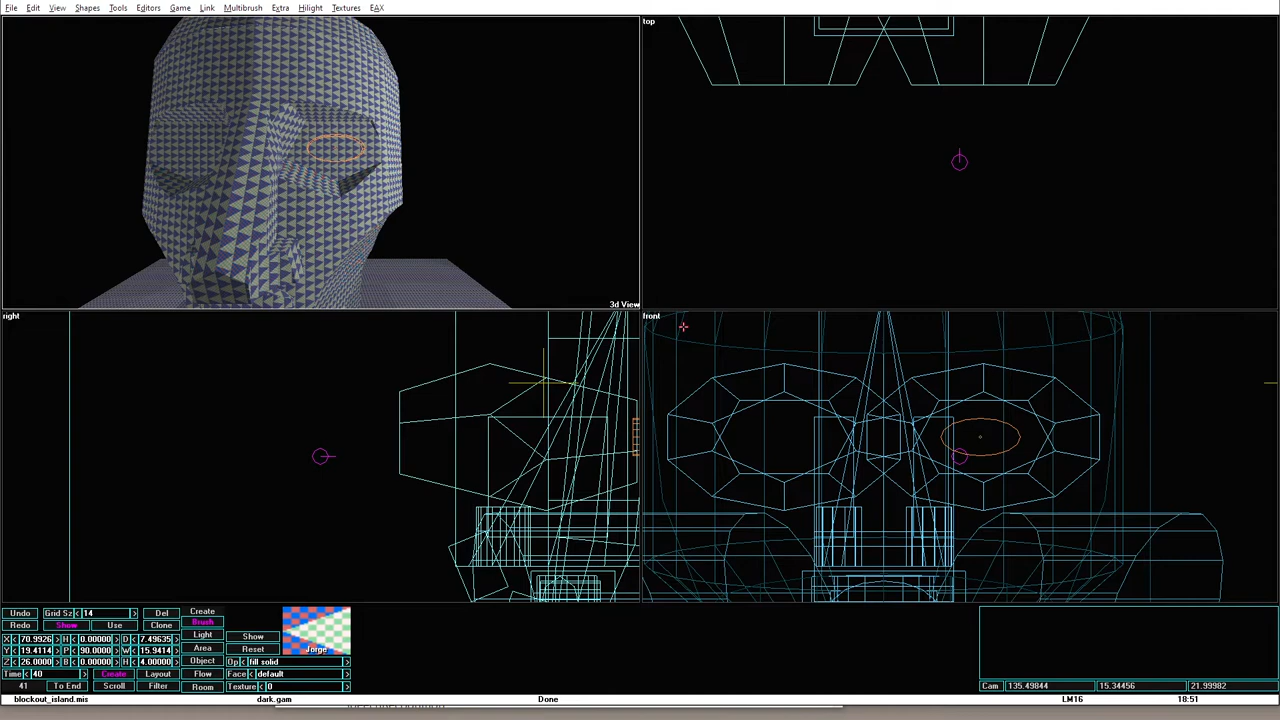 File Edit View Shapes Tools Editors Game Link Multibrush Extra Hilight Textures EAX
top
3d View
right
front
Undo Grid Sz 14 Del Create
Redo Show Use Clone Brush
X 70.9926 H 0.00000 D 7.49635 Light Show
Y 19.4114 P 90.0000 W 15.9414 Area Reset Jorge
Z 26.0000 B 0.00000 H 4.00000 Object Op fill solid
Time 40 Create Layout Flow Face default
41 To End Scroll Filter Room Texture 0
Cam 135.49844 15.34456 21.99982
blockout_island.mis dark.gam Done LM16 18:51